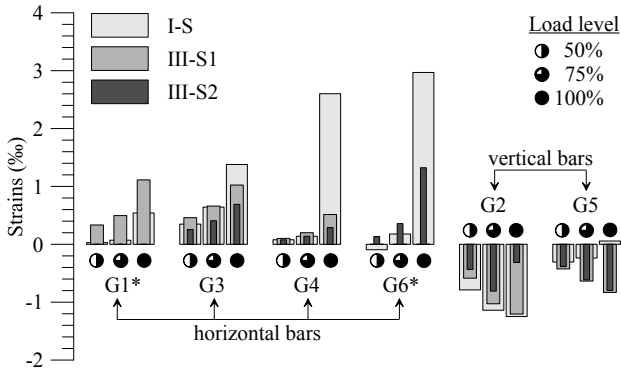 4
3
2
1
0
-1
-2
Strains (‰)
I-S
III-S1
III-S2
Load level
50%
75%
100%
vertical bars
G2
G5
G1*
G3
G4
G6*
horizontal bars